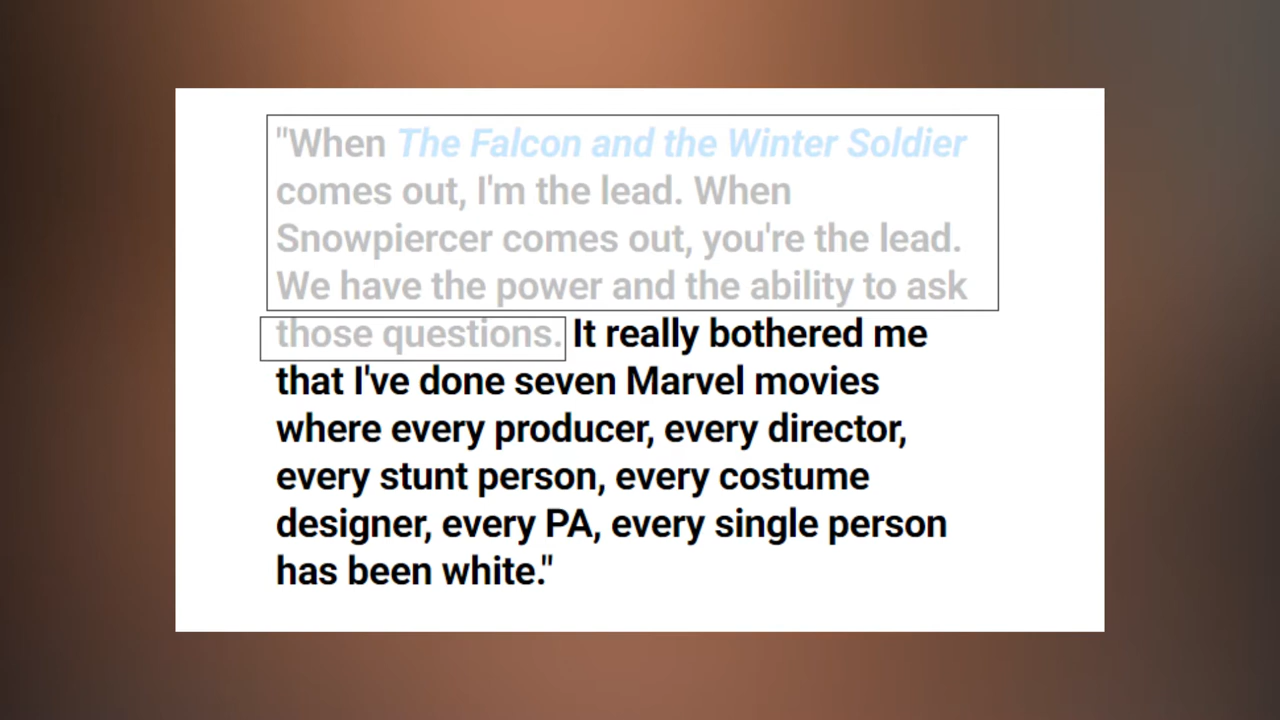 "When The Falcon and the Winter Soldier
comes out, I'm the lead. When
Snowpiercer comes out, you're the lead.
We have the power and the ability to ask
those questions. It really bothered me
that I've done seven Marvel movies
where every producer, every director,
every stunt person, every costume
designer, every PA, every single person
has been white."